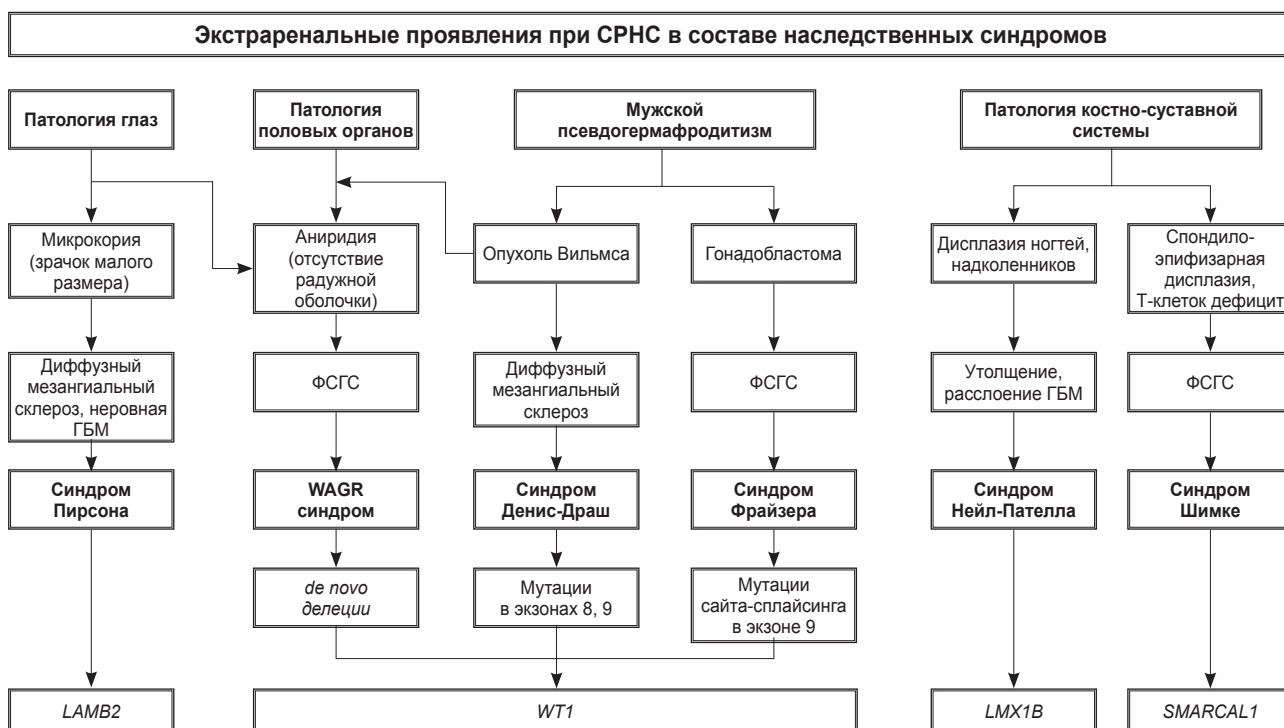 Экстраренальные проявления при СРНС в составе наследственных синдромов
Патология глаз
Патология
половых органов
Мужской
псевдогермафродитизм
Патология костно-суставной
системы
Микрокория
(зрачок малого
размера)
Аниридия
(отсутствие
радужной
оболочки)
Опухоль Вильмса
Гонадобластома
Дисплазия ногтей,
надколенников
Спондило-
эпифизарная
дисплазия,
Т-клеток дефицит
Диффузный
мезангиальный
склероз, неровная
ГБМ
ФСГС
Диффузный
мезангиальный
склероз
ФСГС
Утолщение,
расслоение ГБМ
ФСГС
Синдром
Пирсона
WAGR
синдром
Синдром
Денис-Драш
Синдром
Фрайзера
Синдром
Нейл-Пателла
Синдром
Шимке
de novo
делеции
Мутации
в экзонах 8, 9
Мутации
сайта-сплайсинга
в экзоне 9
LAMB2
WT1
LMX1B
SMARCAL1